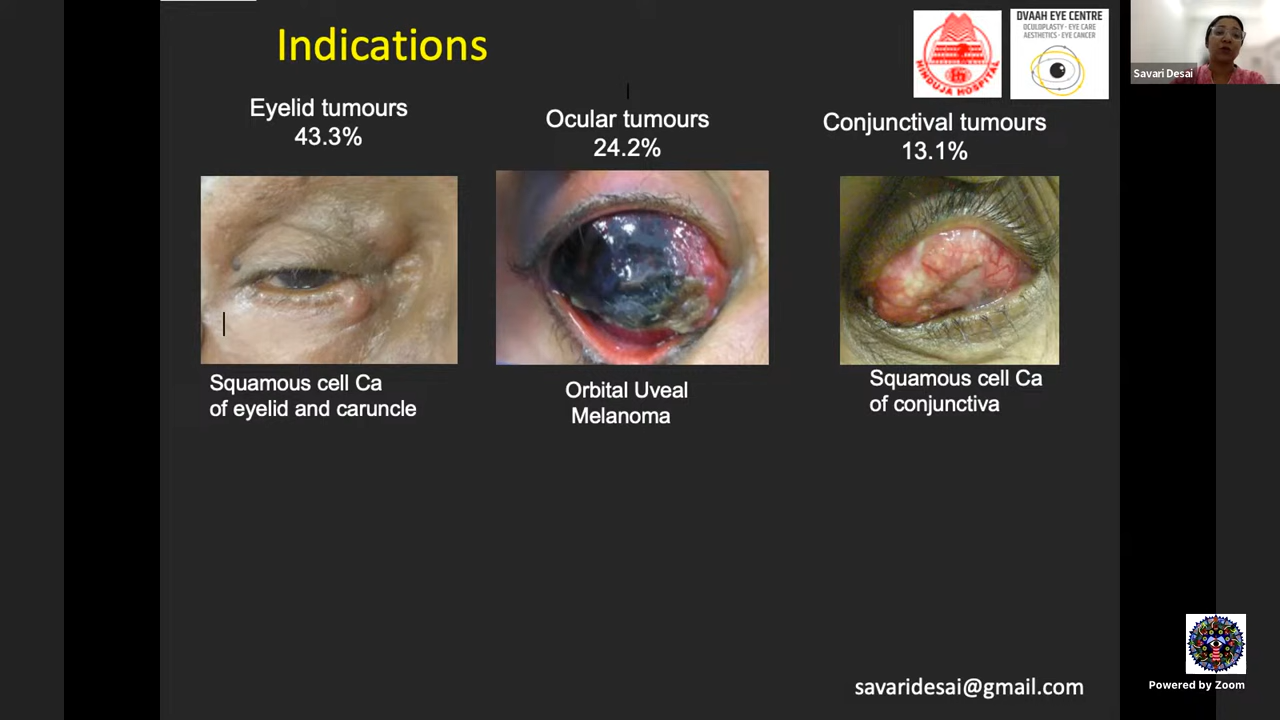 Indications
HINDUJA HOSPITAL
DVAAH EYE CENTRE
OCULOPLASTY - EYE CARE
AESTHETICS - EYE CANCER
Savari Desai
Eyelid tumours
43.3%
Ocular tumours
24.2%
Conjunctival tumours
13.1%
Squamous cell Ca
of eyelid and caruncle
Orbital Uveal
Melanoma
Squamous cell Ca
of conjunctiva
savaridesai@gmail.com
Powered by Zoom